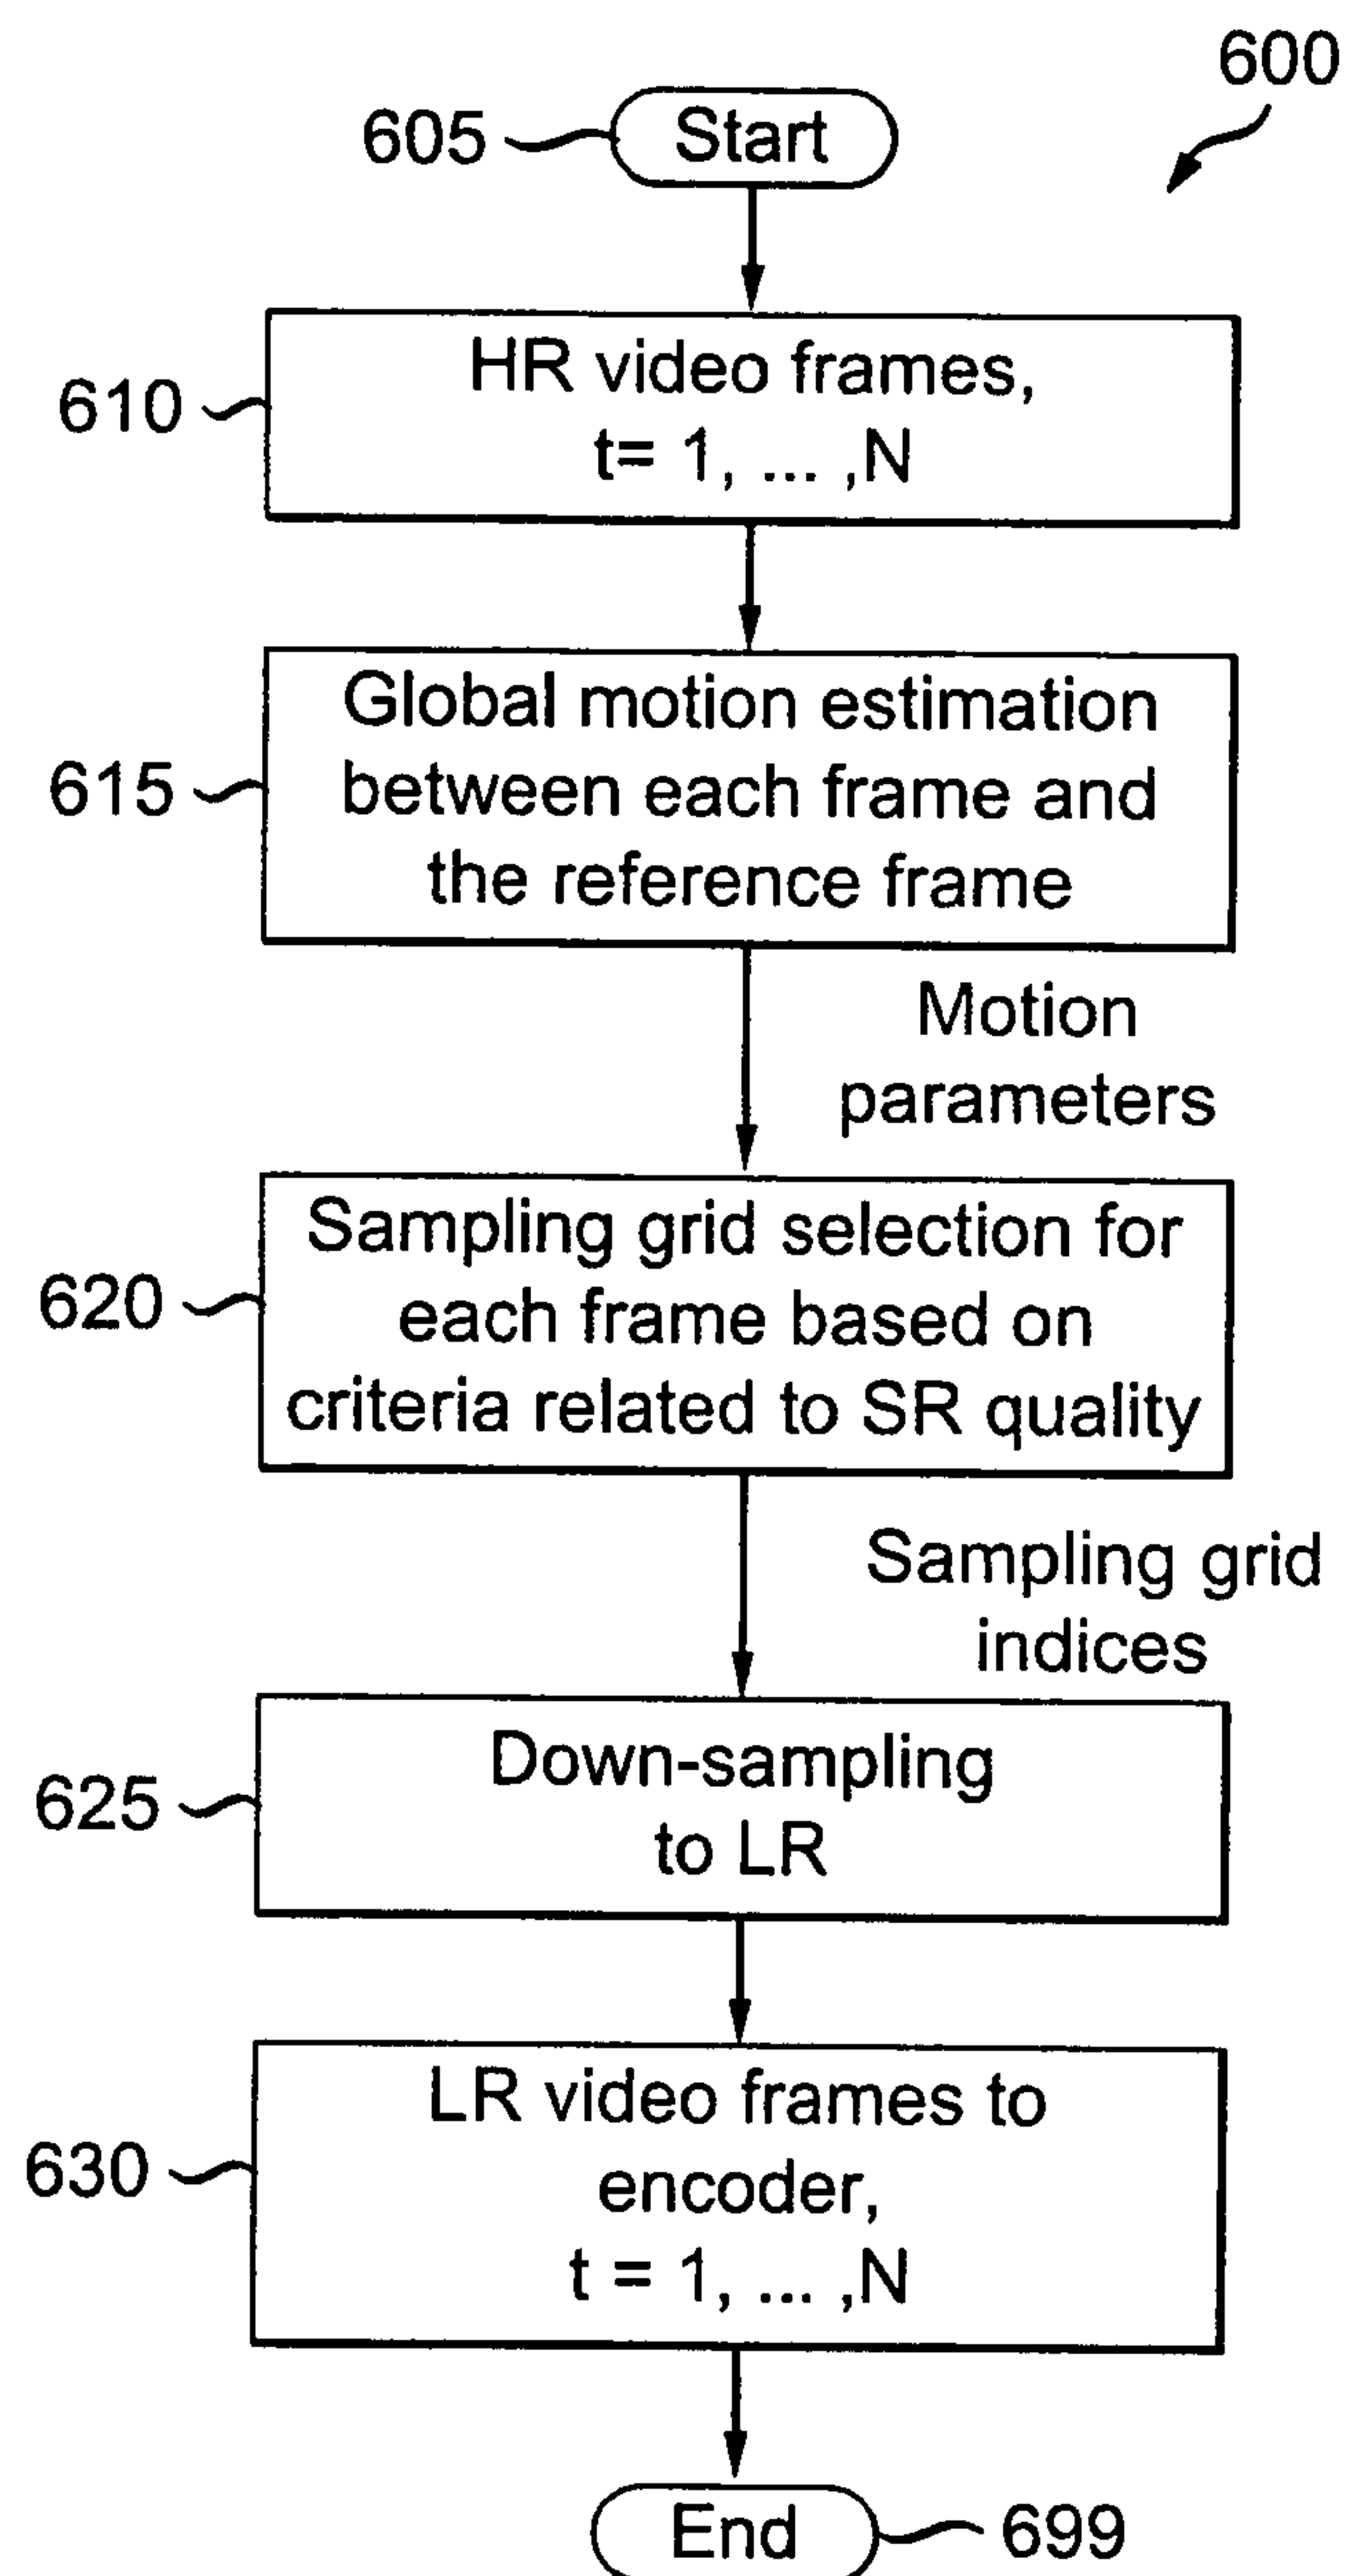 600
605
Start
610
HR video frames,
t= 1, ... ,N
615
Global motion estimation
between each frame and
the reference frame
Motion
parameters
620
Sampling grid selection for
each frame based on
criteria related to SR quality
Sampling grid
indices
625
Down-sampling
to LR
630
LR video frames to
encoder,
t = 1, ... ,N
End
699